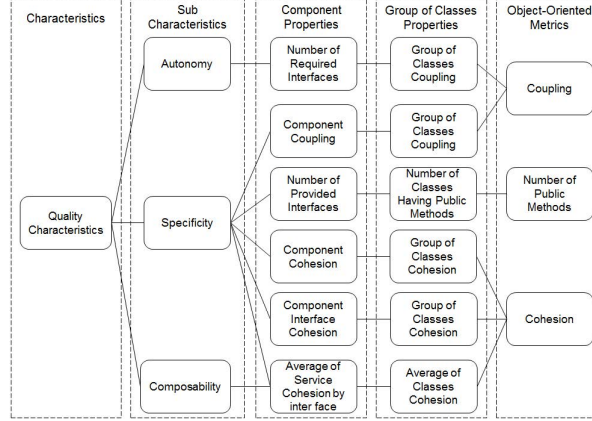 Characteristics
Sub
Characteristics
Component
Properties
Group of Classes
Properties
Object-Oriented
Metrics
Autonomy
Number of
Required
Interfaces
Group of
Classes
Coupling
Coupling
Component
Coupling
Group of
Classes
Coupling
Quality
Characteristics
Specificity
Number of
Provided
Interfaces
Number of
Classes
Having Public
Methods
Number of
Public
Methods
Component
Cohesion
Group of
Classes
Cohesion
Component
Interface
Cohesion
Group of
Classes
Cohesion
Cohesion
Composability
Average of
Service
Cohesion by
inter face
Average of
Classes
Cohesion